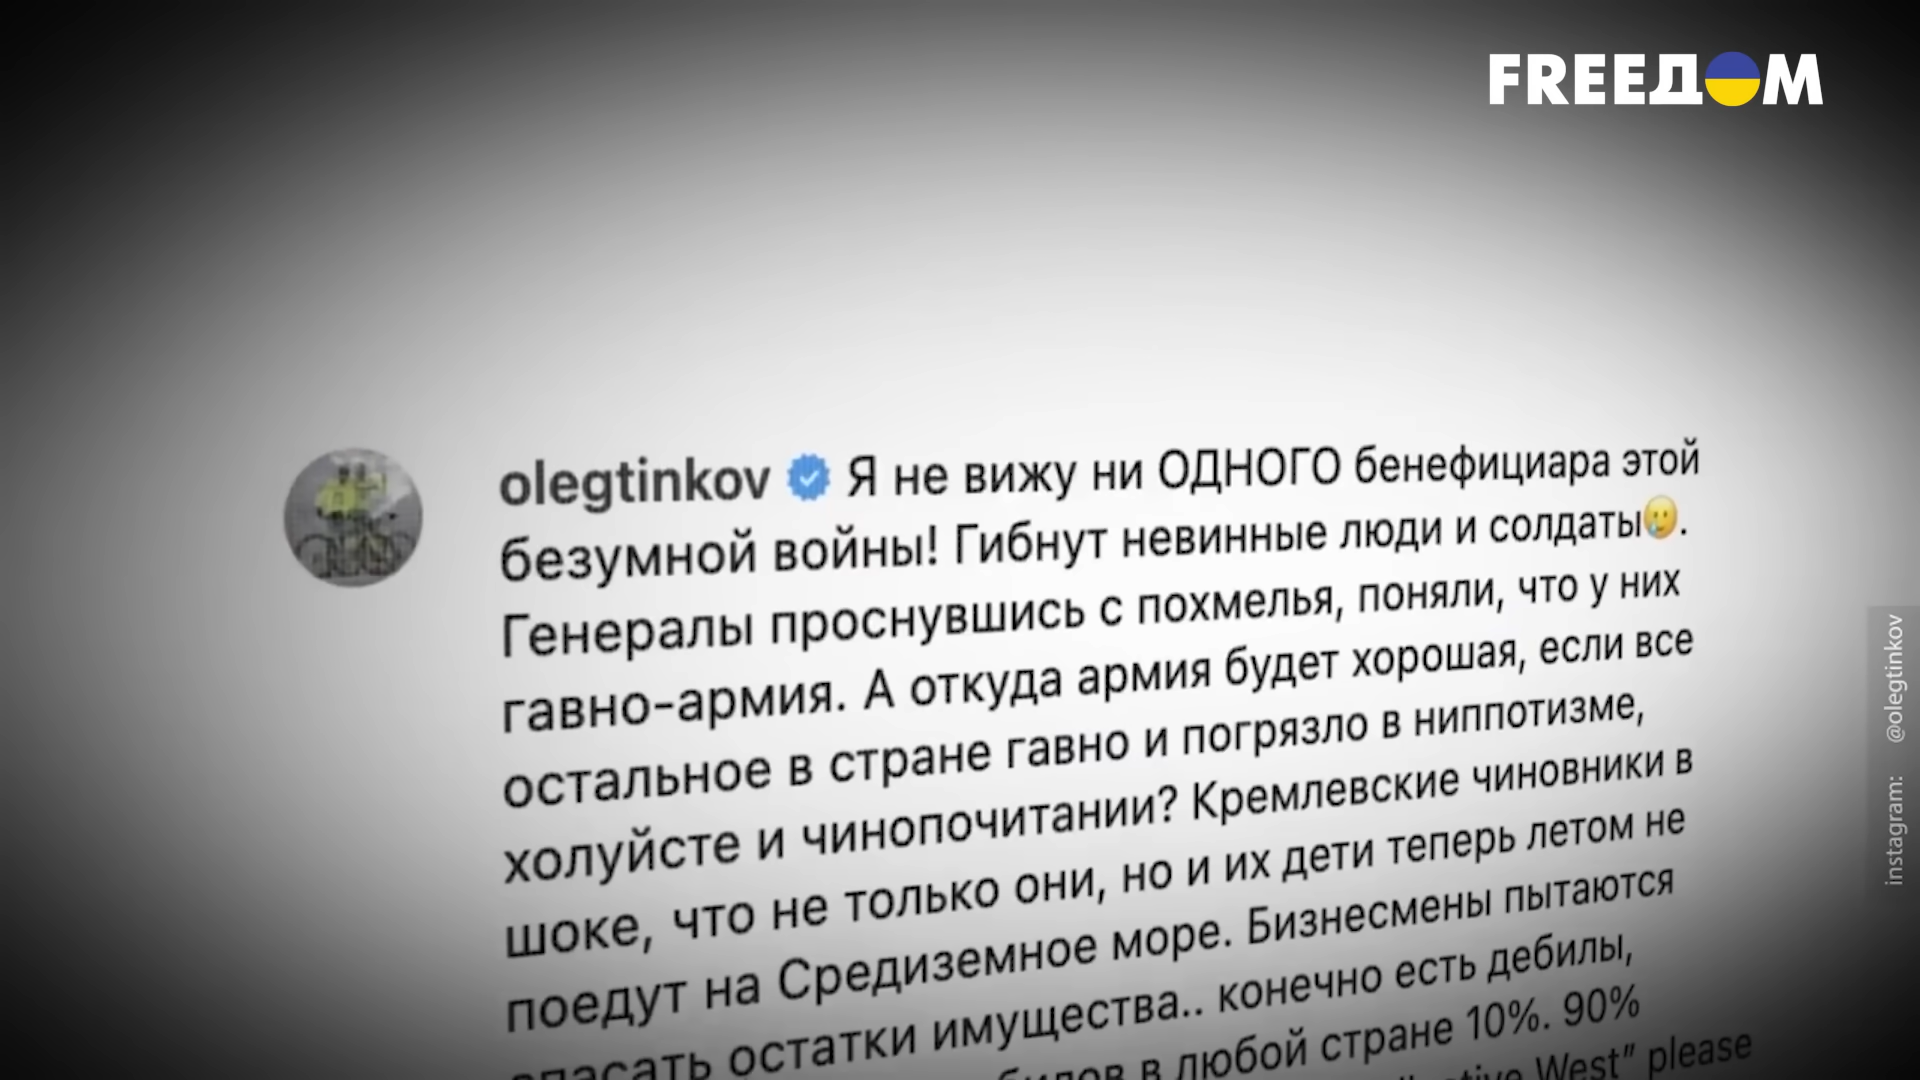 FREEДOM
olegtinkov Я не вижу ни ОДНОГО бенефициара этой
безумной войны! Гибнут невинные люди и солдаты🥲.
Генералы проснувшись с похмелья, поняли, что у них
гавно-армия. А откуда армия будет хорошая, если все
остальное в стране гавно и погрязло в ниппотизме,
холуйсте и чинопочитании? Кремлевские чиновники в
шоке, что не только они, но и их дети теперь летом не
поедут на Средиземное море. Бизнесмены пытаются
спасать остатки имущества.. конечно есть дебилы,
в любой стране 10%. 90%
West" please
instagram: @olegtinkov